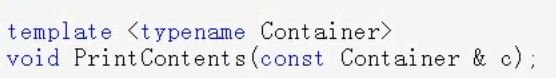 template <typename Container>
void PrintContents(const Container & c);